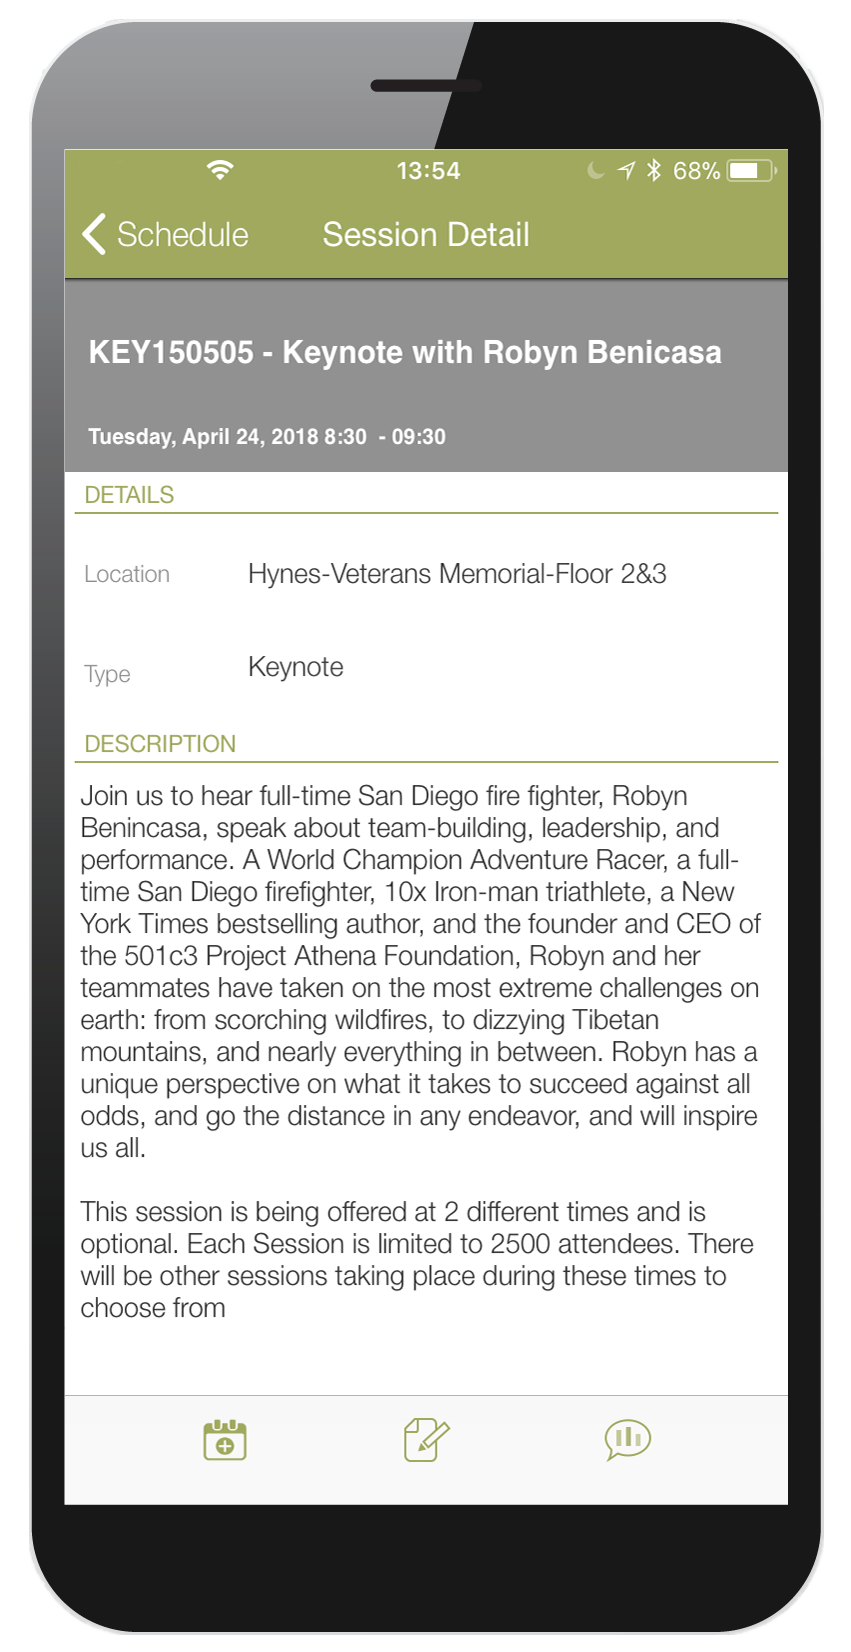 13:54 68%
Schedule Session Detail
KEY150505 - Keynote with Robyn Benicasa
Tuesday, April 24, 2018 8:30  - 09:30
DETAILS
Location Hynes-Veterans Memorial-Floor 2&3
Type Keynote
DESCRIPTION
Join us to hear full-time San Diego fire fighter, Robyn
Benincasa, speak about team-building, leadership, and
performance. A World Champion Adventure Racer, a full-
time San Diego firefighter, 10x Iron-man triathlete, a New
York Times bestselling author, and the founder and CEO of
the 501c3 Project Athena Foundation, Robyn and her
teammates have taken on the most extreme challenges on
earth: from scorching wildfires, to dizzying Tibetan
mountains, and nearly everything in between. Robyn has a
unique perspective on what it takes to succeed against all
odds, and go the distance in any endeavor, and will inspire
us all.
This session is being offered at 2 different times and is
optional. Each Session is limited to 2500 attendees. There
will be other sessions taking place during these times to
choose from